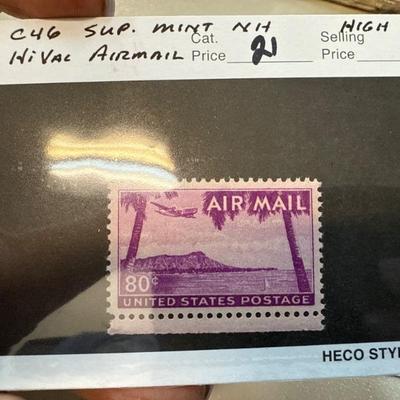 C46 SUP. MINT NH Cat. Selling HIGH
HiVal AIRMAIL Price 21 Price
AIR MAIL
80¢
UNITED STATES POSTAGE
HECO STY